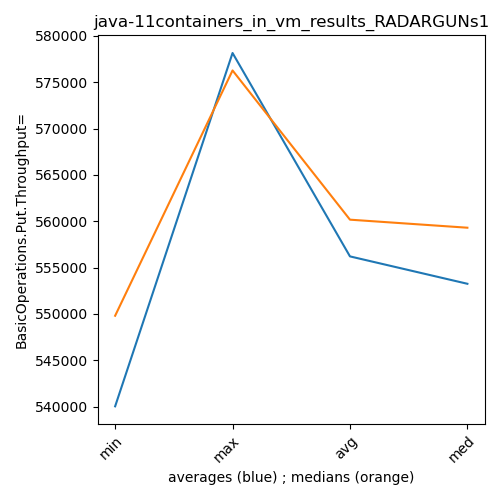 java-11containers_in_vm_results_RADARGUNs1
580000
575000
570000
565000
560000
555000
550000
545000
540000
BasicOperations.Put.Throughput=
min
max
avg
med
averages (blue) ; medians (orange)